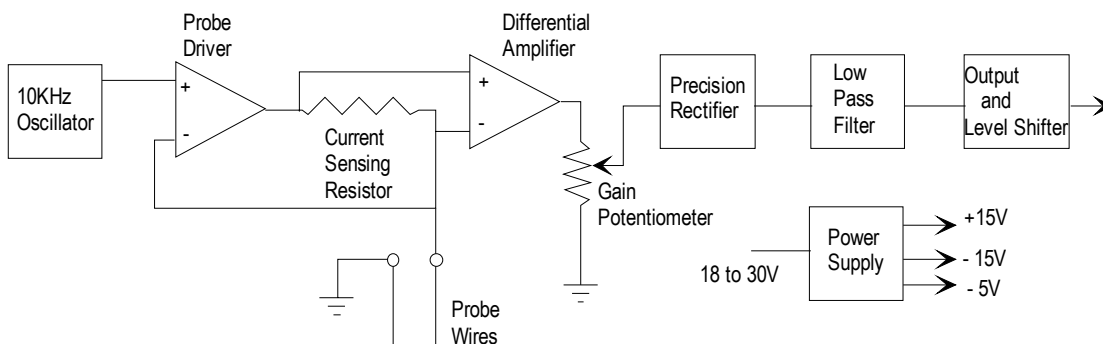 Probe
Driver
Differential
Amplifier
10KHz
Oscillator
+
-
Current
Sensing
Resistor
+
-
Gain
Potentiometer
Precision
Rectifier
Low
Pass
Filter
Output
and
Level Shifter
18 to 30V
Power
Supply
+15V
- 15V
- 5V
Probe
Wires